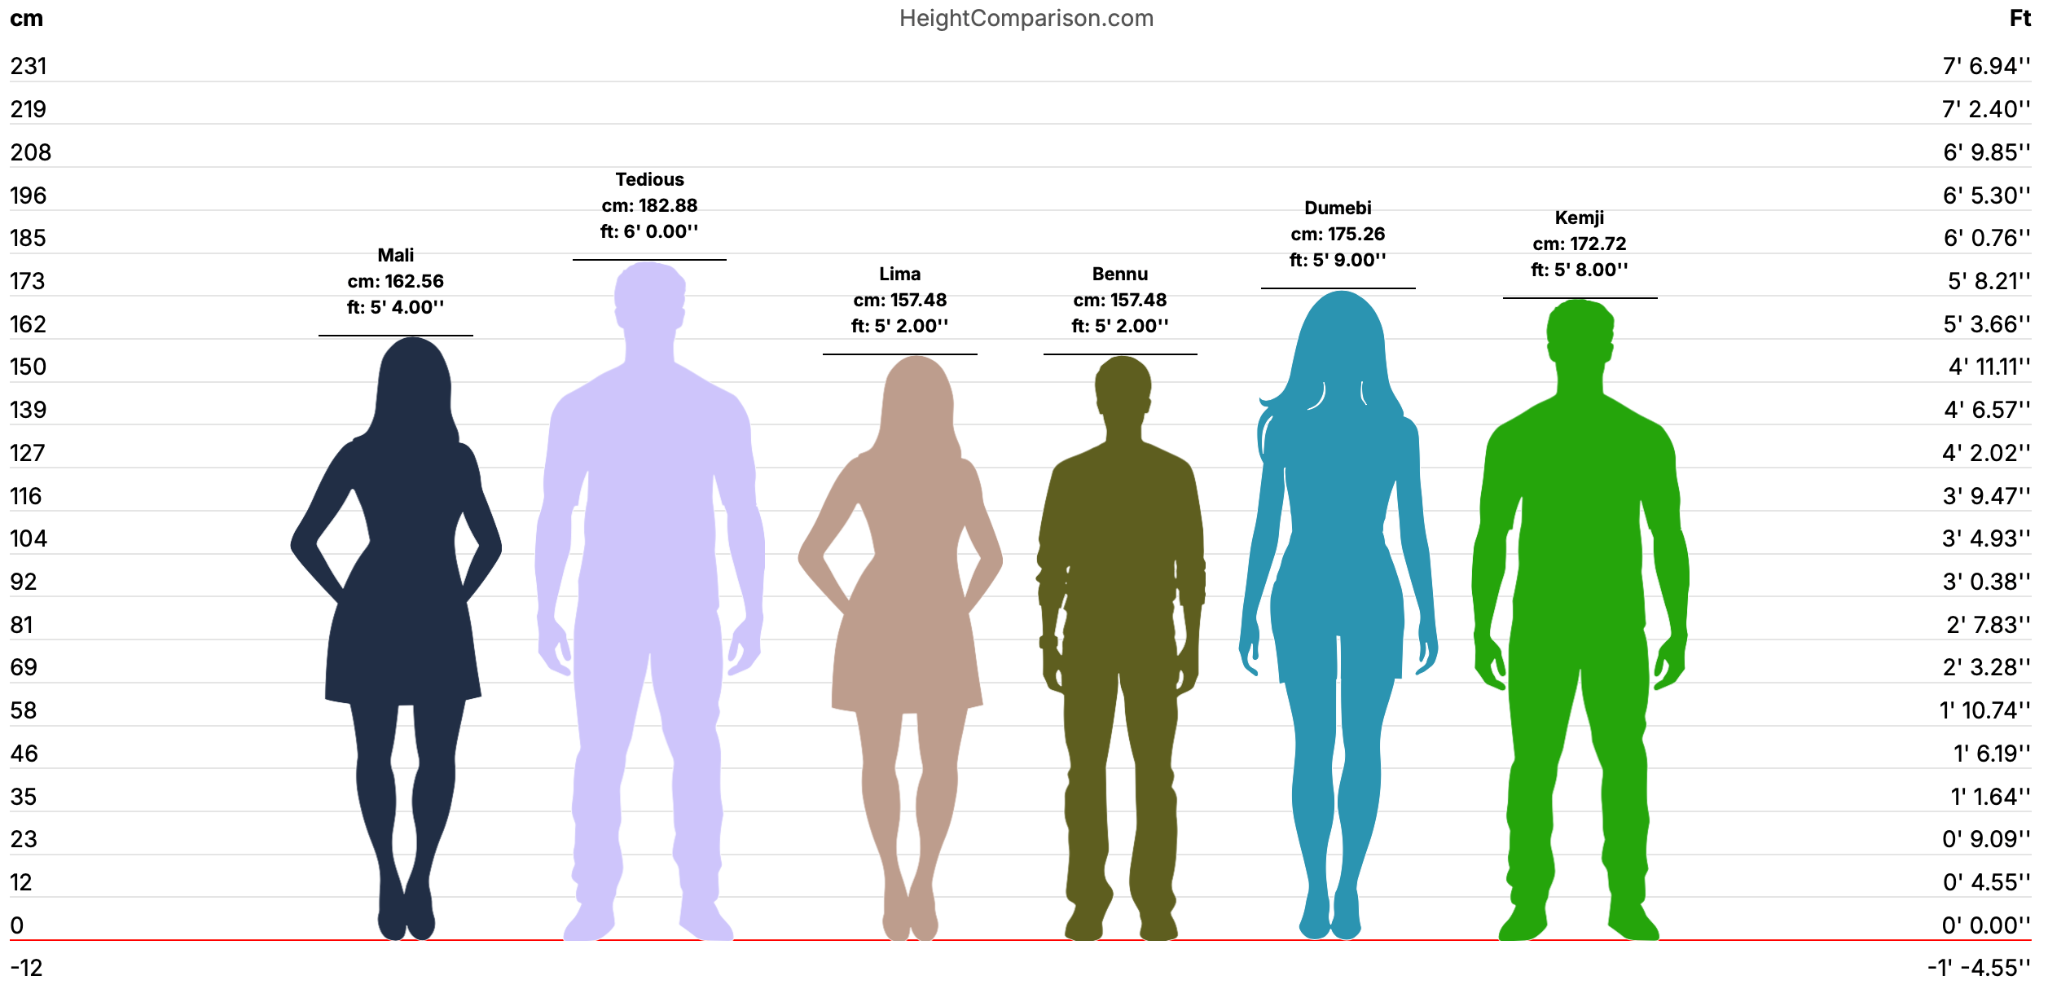 cm
HeightComparison.com
Ft
231
7' 6.94''
219
7' 2.40''
208
6' 9.85''
196
6' 5.30''
185
6' 0.76''
173
5' 8.21''
162
5' 3.66''
150
4' 11.11''
139
4' 6.57''
127
4' 2.02''
116
3' 9.47''
104
3' 4.93''
92
3' 0.38''
81
2' 7.83''
69
2' 3.28''
58
1' 10.74''
46
1' 6.19''
35
1' 1.64''
23
0' 9.09''
12
0' 4.55''
0
0' 0.00''
-12
-1' -4.55''
Mali
cm: 162.56
ft: 5' 4.00''
Tedious
cm: 182.88
ft: 6' 0.00''
Lima
cm: 157.48
ft: 5' 2.00''
Bennu
cm: 157.48
ft: 5' 2.00''
Dumebi
cm: 175.26
ft: 5' 9.00''
Kemji
cm: 172.72
ft: 5' 8.00''